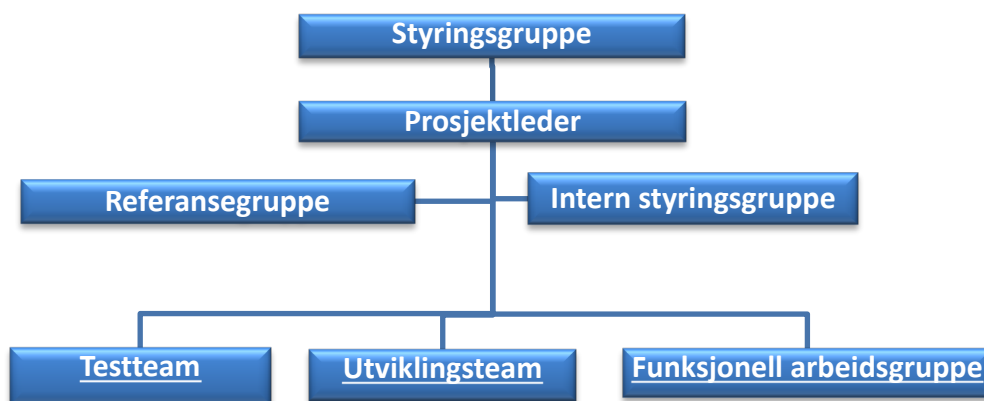 Styringsgruppe
Prosjektleder
Referansegruppe
Intern styringsgruppe
Testteam
Utviklingsteam
Funksjonell arbeidsgruppe